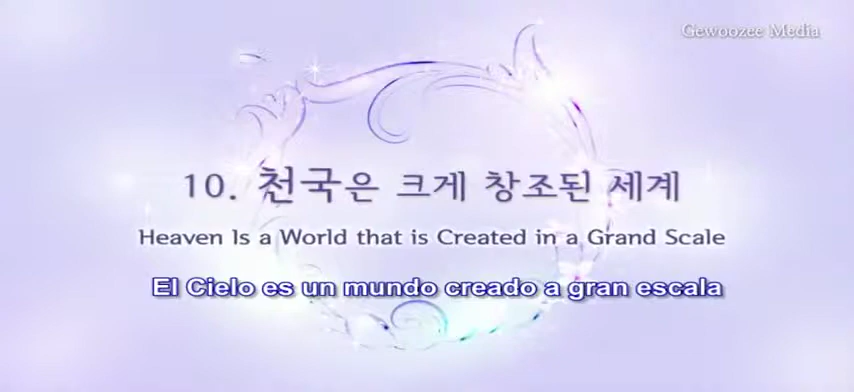 Gewoozee Media
10. 천국은 크게 창조된 세계
Heaven Is a World that is Created in a Grand Scale
El Cielo es un mundo creado a gran escala